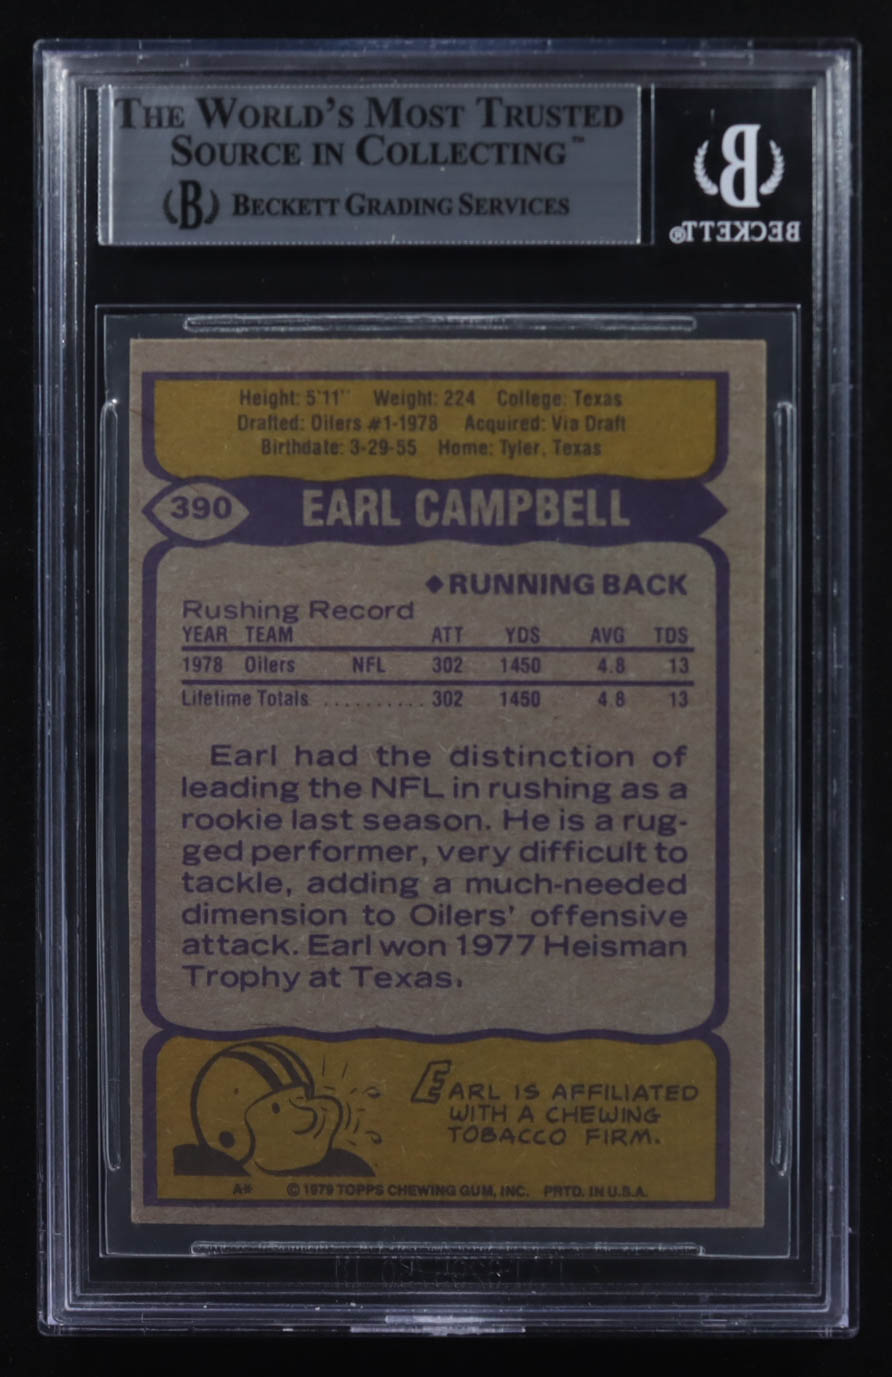 THE WORLD'S MOST TRUSTED
SOURCE IN COLLECTING™
B BECKETT GRADING SERVICES
B
BECKETT®
Height: 5'11" Weight: 224 College: Texas
Drafted: Oilers #1-1978 Acquired: Via Draft
Birthdate: 3-29-55 Home: Tyler, Texas
390 EARL CAMPBELL
◆RUNNING BACK
Rushing Record
YEAR TEAM ATT YDS AVG TDS
1978 Oilers NFL 302 1450 4.8 13
Lifetime Totals .......... 302 1450 4.8 13
Earl had the distinction of
leading the NFL in rushing as a
rookie last season. He is a rug-
ged performer, very difficult to
tackle, adding a much-needed
dimension to Oilers' offensive
attack. Earl won 1977 Heisman
Trophy at Texas.
EARL IS AFFILIATED
WITH A CHEWING
TOBACCO FIRM.
A* © 1979 TOPPS CHEWING GUM, INC. PRTD. IN U.S.A.